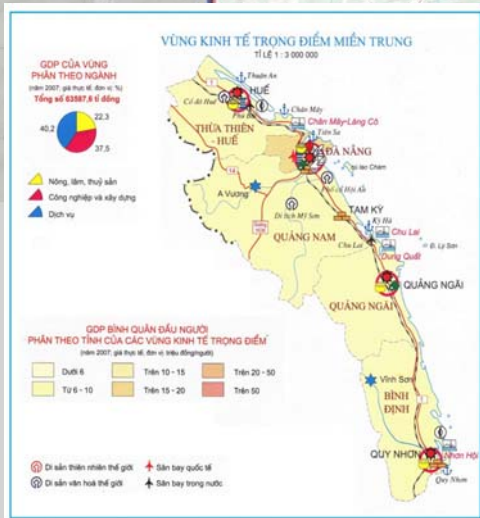 VÙNG KINH TẾ TRỌNG ĐIỂM MIỀN TRUNG
TỈ LỆ 1 : 3 000 000
GDP CỦA VÙNG
PHÂN THEO NGÀNH
(năm 2007; giá thực tế; đơn vị: %)
Tổng số 63587,6 tỉ đồng
22,3
40,2
37,5
Nông, lâm, thuỷ sản
Công nghiệp và xây dựng
Dịch vụ
Thuận An
HUẾ
Cố đô Huế
Phú Bài
Chân Mây
Chân Mây-Lăng Cô
THỪA THIÊN - HUẾ
Tiên Sa
ĐÀ NẴNG
Phố cổ Hội An
A Vương
Di tích Mỹ Sơn
TAM KỲ
Kỳ Hà
Chu Lai
QUẢNG NAM
Chu Lai
Đ. Lý Sơn
Dung Quất
QUẢNG NGÃI
QUẢNG NGÃI
GDP BÌNH QUÂN ĐẦU NGƯỜI
PHÂN THEO TỈNH CỦA CÁC VÙNG KINH TẾ TRỌNG ĐIỂM
(năm 2007; giá thực tế, đơn vị: triệu đồng/người)
Dưới 6
Trên 10 - 15
Trên 20 - 50
Từ 6 - 10
Trên 15 - 20
Trên 50
Vĩnh Sơn
BÌNH ĐỊNH
QUY NHƠN
Nhơn Hội
Quy Nhơn
Di sản thiên nhiên thế giới
Sân bay quốc tế
Di sản văn hoá thế giới
Sân bay trong nước